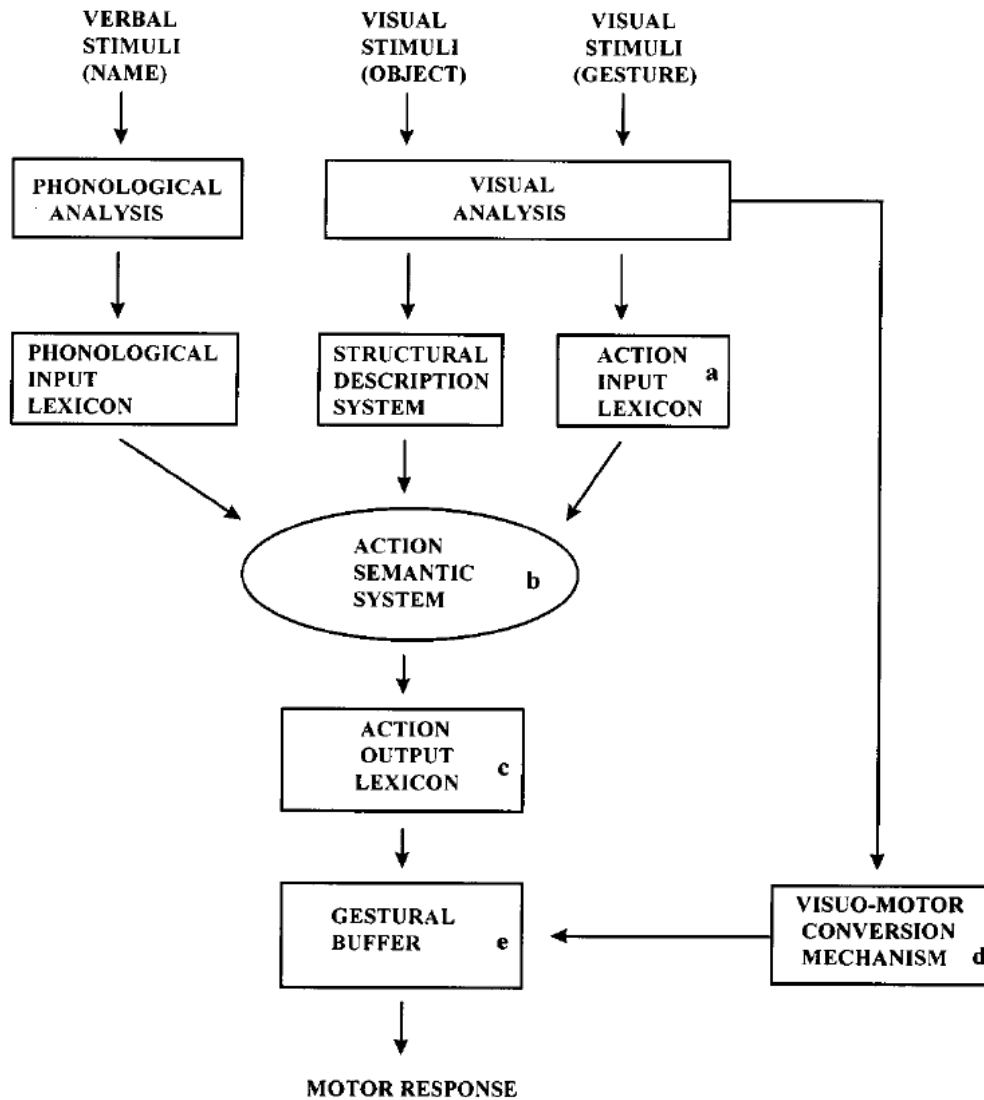 VERBAL
STIMULI
(NAME)
VISUAL
STIMULI
(OBJECT)
VISUAL
STIMULI
(GESTURE)
PHONOLOGICAL
ANALYSIS
VISUAL
ANALYSIS
PHONOLOGICAL
INPUT
LEXICON
STRUCTURAL
DESCRIPTION
SYSTEM
ACTION
INPUT
LEXICON
a
ACTION
SEMANTIC
SYSTEM
b
ACTION
OUTPUT
LEXICON
c
GESTURAL
BUFFER
e
VISUO-MOTOR
CONVERSION
MECHANISM
d
MOTOR RESPONSE